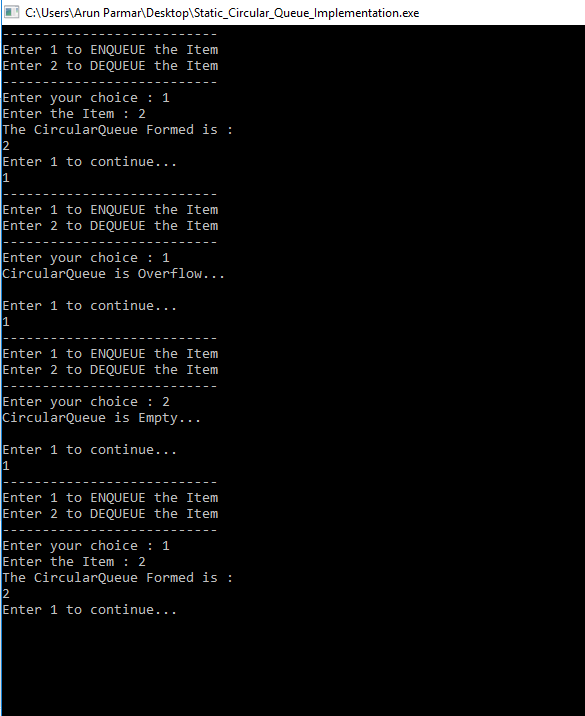 C:\Users\Arun Parmar\Desktop\Static_Circular_Queue_Implementation.exe
---------------------------
Enter 1 to ENQUEUE the Item
Enter 2 to DEQUEUE the Item
---------------------------
Enter your choice : 1
Enter the Item : 2
The CircularQueue Formed is :
2
Enter 1 to continue...
1
---------------------------
Enter 1 to ENQUEUE the Item
Enter 2 to DEQUEUE the Item
---------------------------
Enter your choice : 1
CircularQueue is Overflow...
Enter 1 to continue...
1
---------------------------
Enter 1 to ENQUEUE the Item
Enter 2 to DEQUEUE the Item
---------------------------
Enter your choice : 2
CircularQueue is Empty...
Enter 1 to continue...
1
---------------------------
Enter 1 to ENQUEUE the Item
Enter 2 to DEQUEUE the Item
---------------------------
Enter your choice : 1
Enter the Item : 2
The CircularQueue Formed is :
2
Enter 1 to continue...